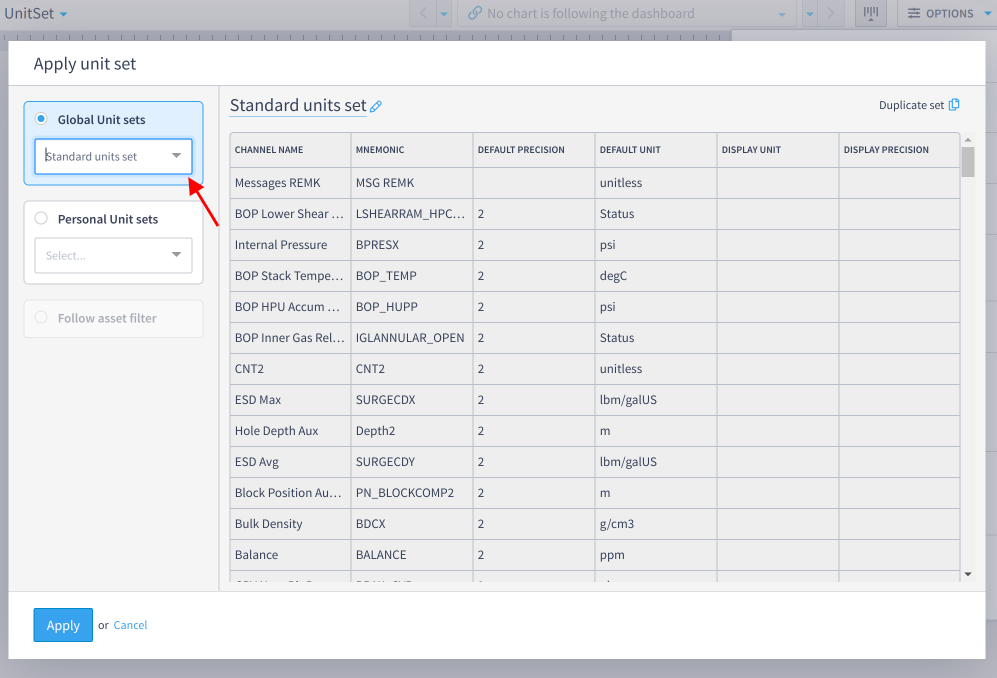 UnitSet
No chart is following the dashboard
OPTIONS
Apply unit set
Global Unit sets
Standard units set
Personal Unit sets
Select...
Follow asset filter
Standard units set
Duplicate set
CHANNEL NAME MNEMONIC DEFAULT PRECISION DEFAULT UNIT DISPLAY UNIT DISPLAY PRECISION
Messages REMK MSG REMK unitless
BOP Lower Shear ... LSHEARRAM_HPC... 2 Status
Internal Pressure BPRESX 2 psi
BOP Stack Tempe... BOP_TEMP 2 degC
BOP HPU Accum ... BOP_HUPP 2 psi
BOP Inner Gas Rel... IGLANNULAR_OPEN 2 Status
CNT2 CNT2 2 unitless
ESD Max SURGECDX 2 lbm/galUS
Hole Depth Aux Depth2 2 m
ESD Avg SURGECDY 2 lbm/galUS
Block Position Au... PN_BLOCKCOMP2 2 m
Bulk Density BDCX 2 g/cm3
Balance BALANCE 2 ppm
Apply or Cancel